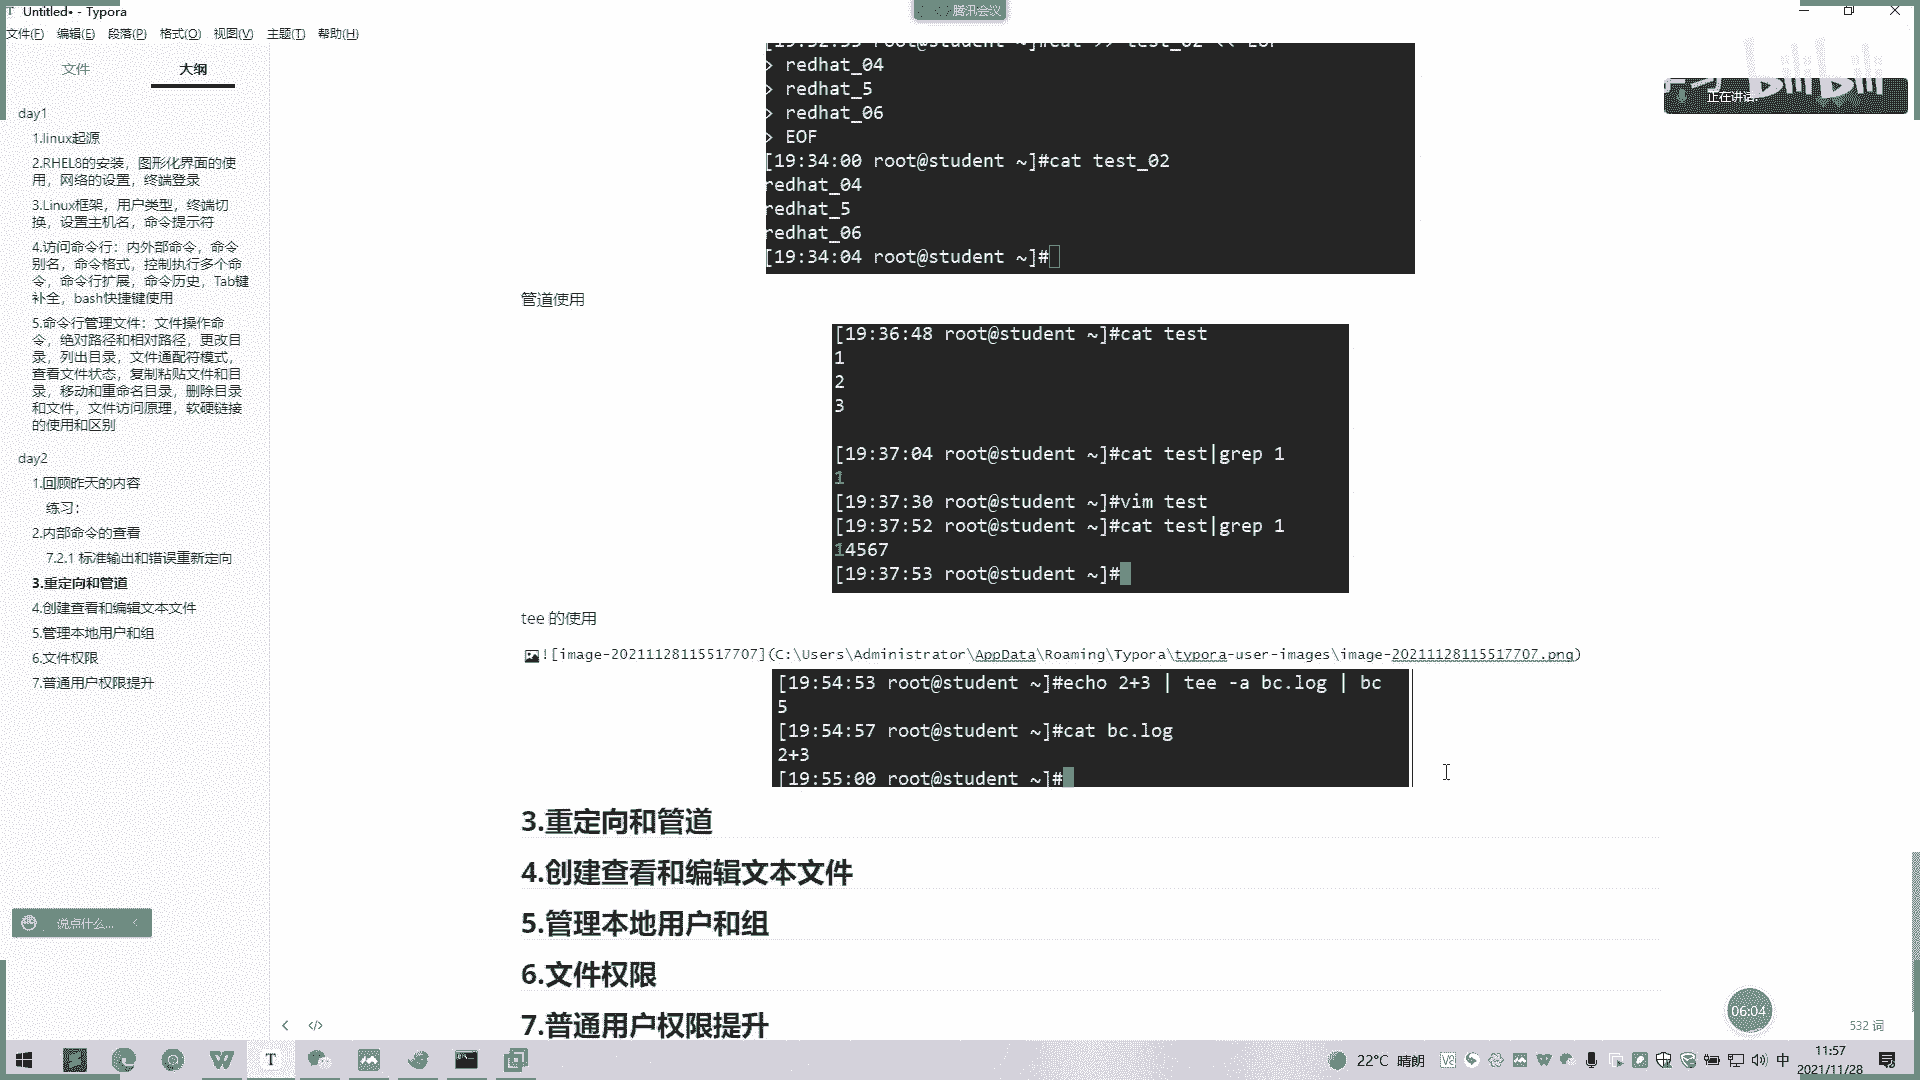 Untitled• - Typora
腾讯会议
文件(F) 编辑(E) 段落(P) 格式(O) 视图(V) 主题(T) 帮助(H)
文件 大纲
day1
1.linux起源
2.RHEL8的安装，图形化界面的使
用，网络的设置，终端登录
3.Linux框架，用户类型，终端切
换，设置主机名，命令提示符
4.访问命令行：内外部命令，命令
别名，命令格式，控制执行多个命
令，命令行扩展，命令历史，Tab键
补全，bash快捷键使用
5.命令行管理文件：文件操作命
令，绝对路径和相对路径，更改目
录，列出目录，文件通配符模式，
查看文件状态，复制粘贴文件和目
录，移动和重命名目录，删除目录
和文件，文件访问原理，软硬链接
的使用和区别
day2
1.回顾昨天的内容
练习：
2.内部命令的查看
7.2.1 标准输出和错误重新定向
3.重定向和管道
4.创建查看和编辑文本文件
5.管理本地用户和组
6.文件权限
7.普通用户权限提升
说点什么...
[19:32:53 root@student ~]#cat >> test_02 << EOF
> redhat_04
> redhat_5
> redhat_06
> EOF
[19:34:00 root@student ~]#cat test_02
redhat_04
redhat_5
redhat_06
[19:34:04 root@student ~]#
管道使用
[19:36:48 root@student ~]#cat test
1
2
3
[19:37:04 root@student ~]#cat test|grep 1
1
[19:37:30 root@student ~]#vim test
[19:37:52 root@student ~]#cat test|grep 1
14567
[19:37:53 root@student ~]#
tee 的使用
![image-20211128115517707](C:\Users\Administrator\AppData\Roaming\Typora\typora-user-images\image-20211128115517707.png)
[19:54:53 root@student ~]#echo 2+3 | tee -a bc.log | bc
5
[19:54:57 root@student ~]#cat bc.log
2+3
[19:55:00 root@student ~]#
3.重定向和管道
4.创建查看和编辑文本文件
5.管理本地用户和组
6.文件权限
7.普通用户权限提升
正在讲话:
bilibili
06:04
532 词
22°C 晴朗
中
11:57
2021/11/28